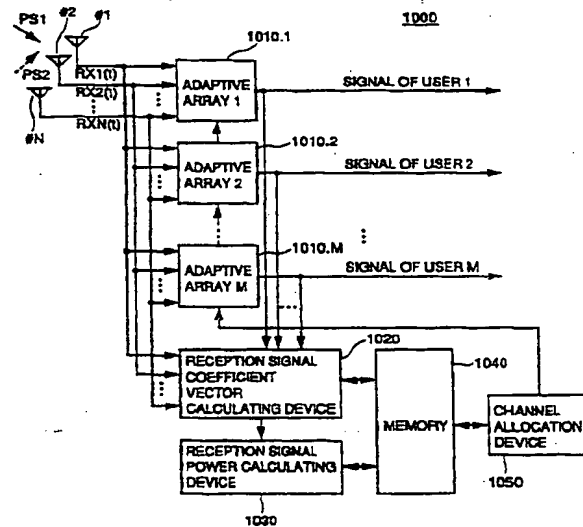 1000
PS1
#2
#1
PS2
#N
RX1(t)
RX2(t)
RXN(t)
1010.1
ADAPTIVE
ARRAY 1
SIGNAL OF USER 1
1010.2
ADAPTIVE
ARRAY 2
SIGNAL OF USER 2
1010.M
ADAPTIVE
ARRAY M
SIGNAL OF USER M
1020
RECEPTION SIGNAL
COEFFICIENT
VECTOR
CALCULATING DEVICE
1040
MEMORY
CHANNEL
ALLOCATION
DEVICE
1050
RECEPTION SIGNAL
POWER CALCULATING
DEVICE
1030